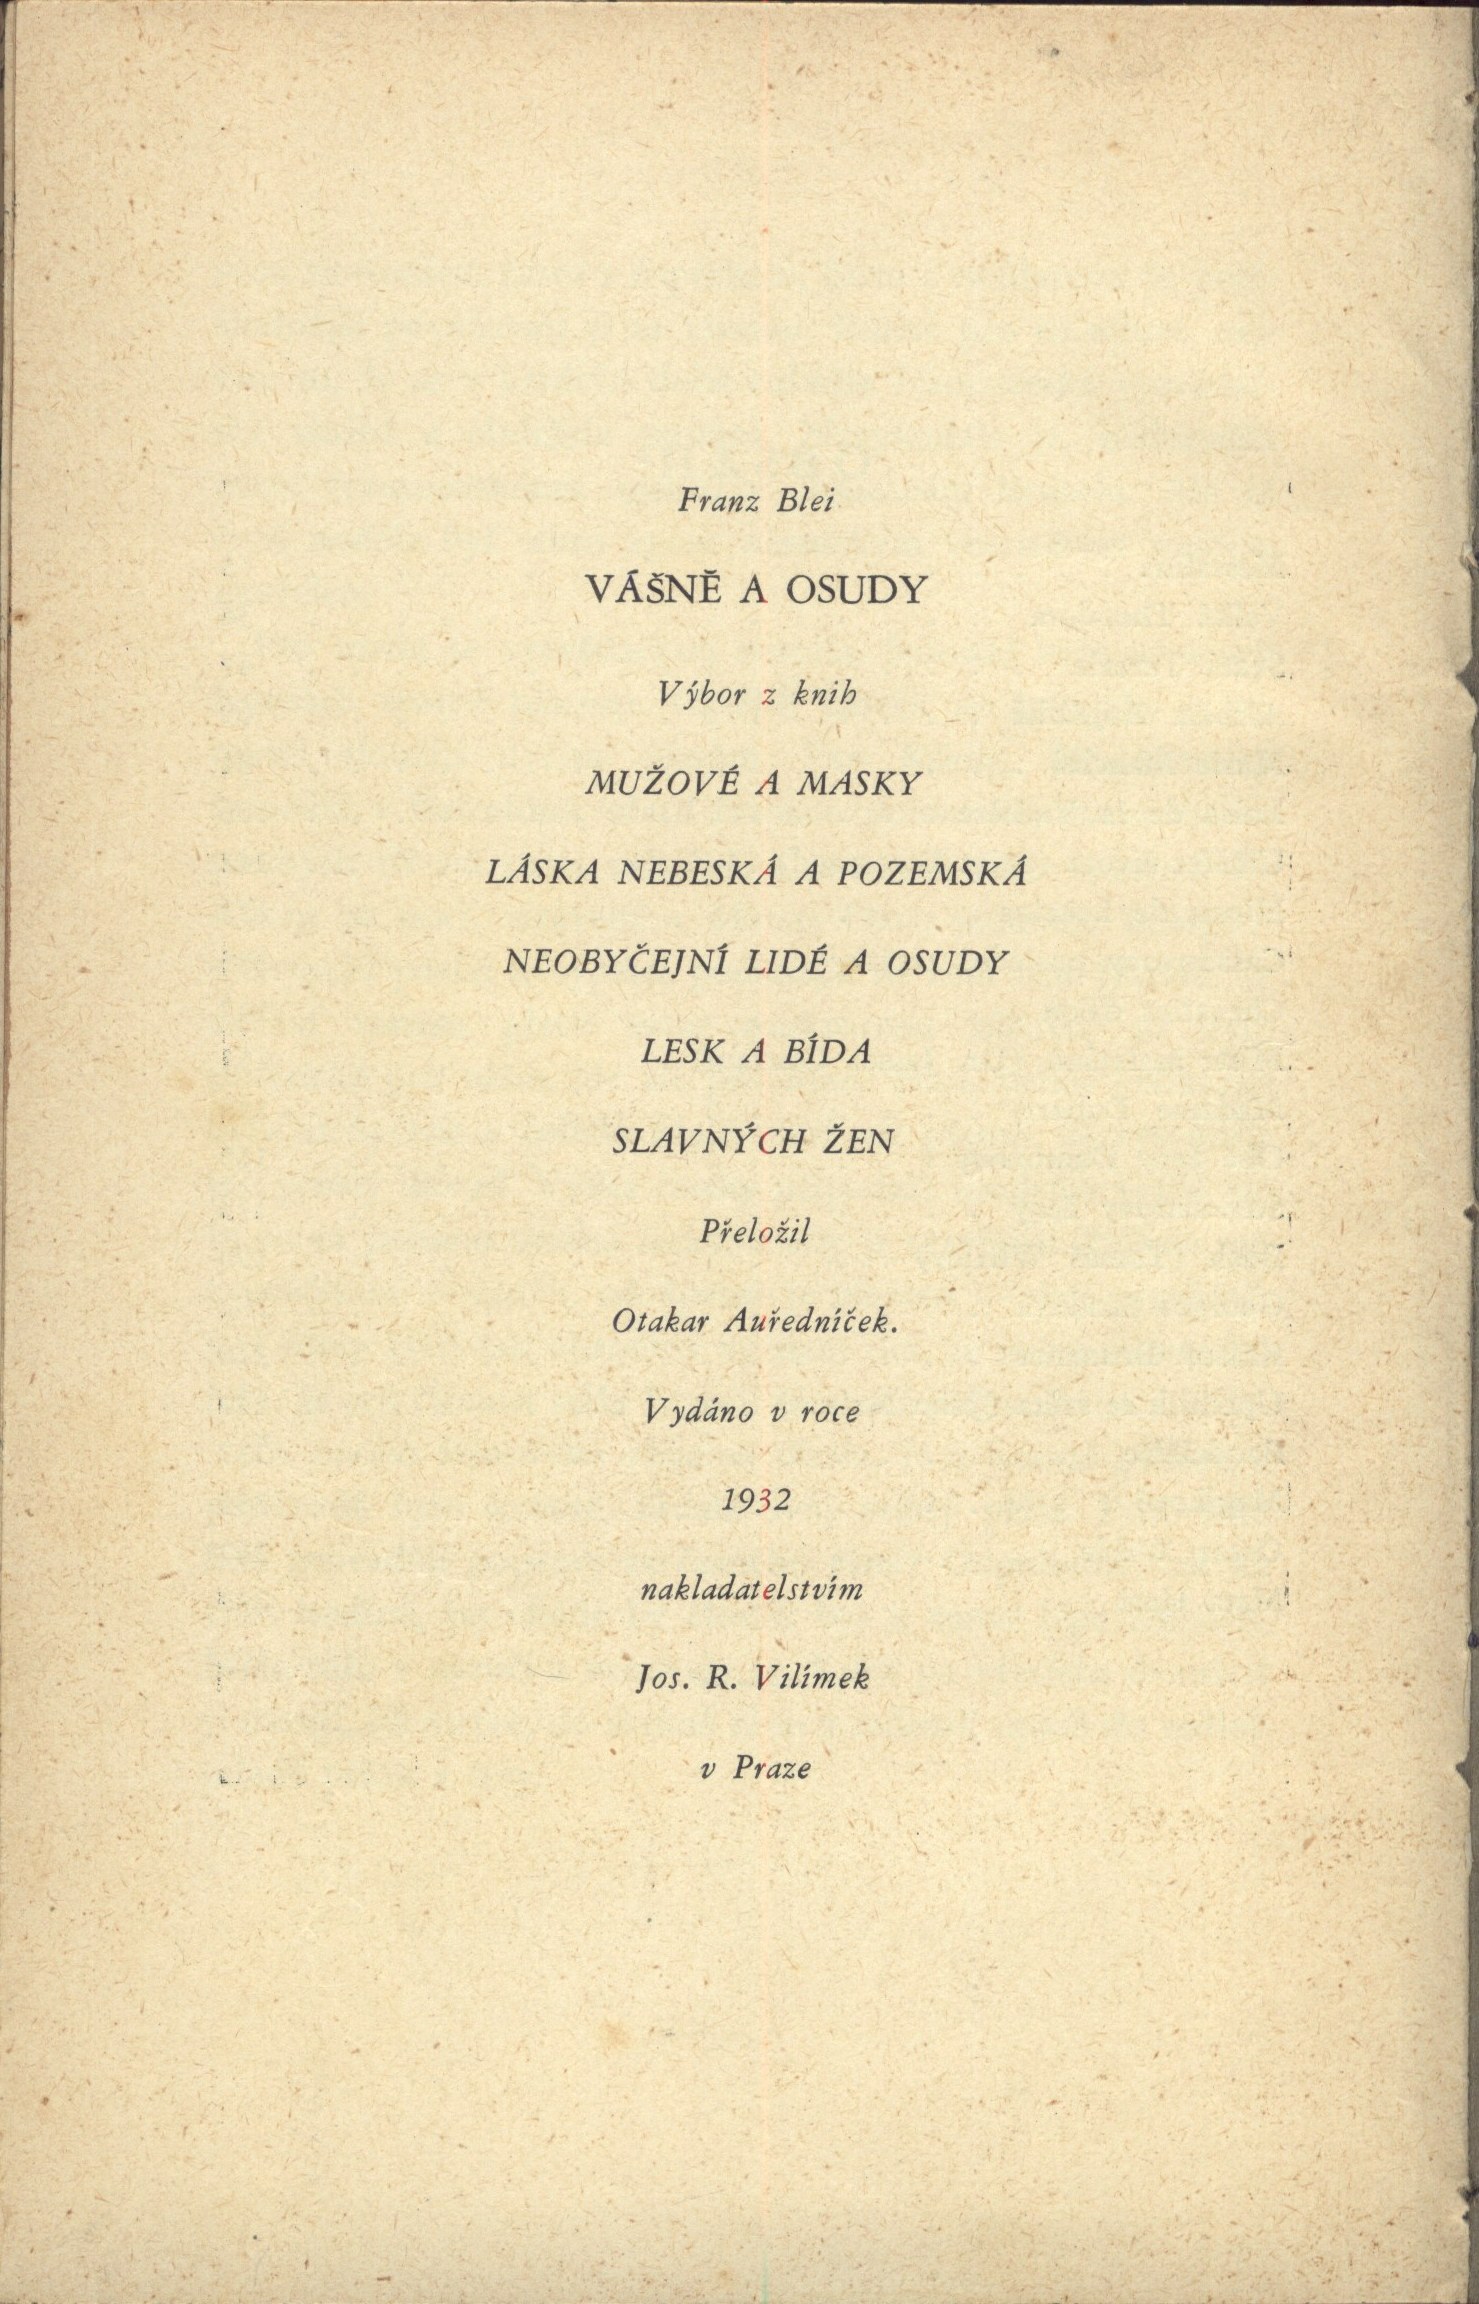 Franz Blei
VÁŠNĚ A OSUDY
Výbor z knih
MUŽOVÉ A MASKY
LÁSKA NEBESKÁ A POZEMSKÁ
NEOBYČEJNÍ LIDÉ A OSUDY
LESK A BÍDA
SLAVNÝCH ŽEN
Přeložil
Otakar Auředníček.
Vydáno v roce
1932
nakladatelstvím
Jos. R. Vilímek
v Praze